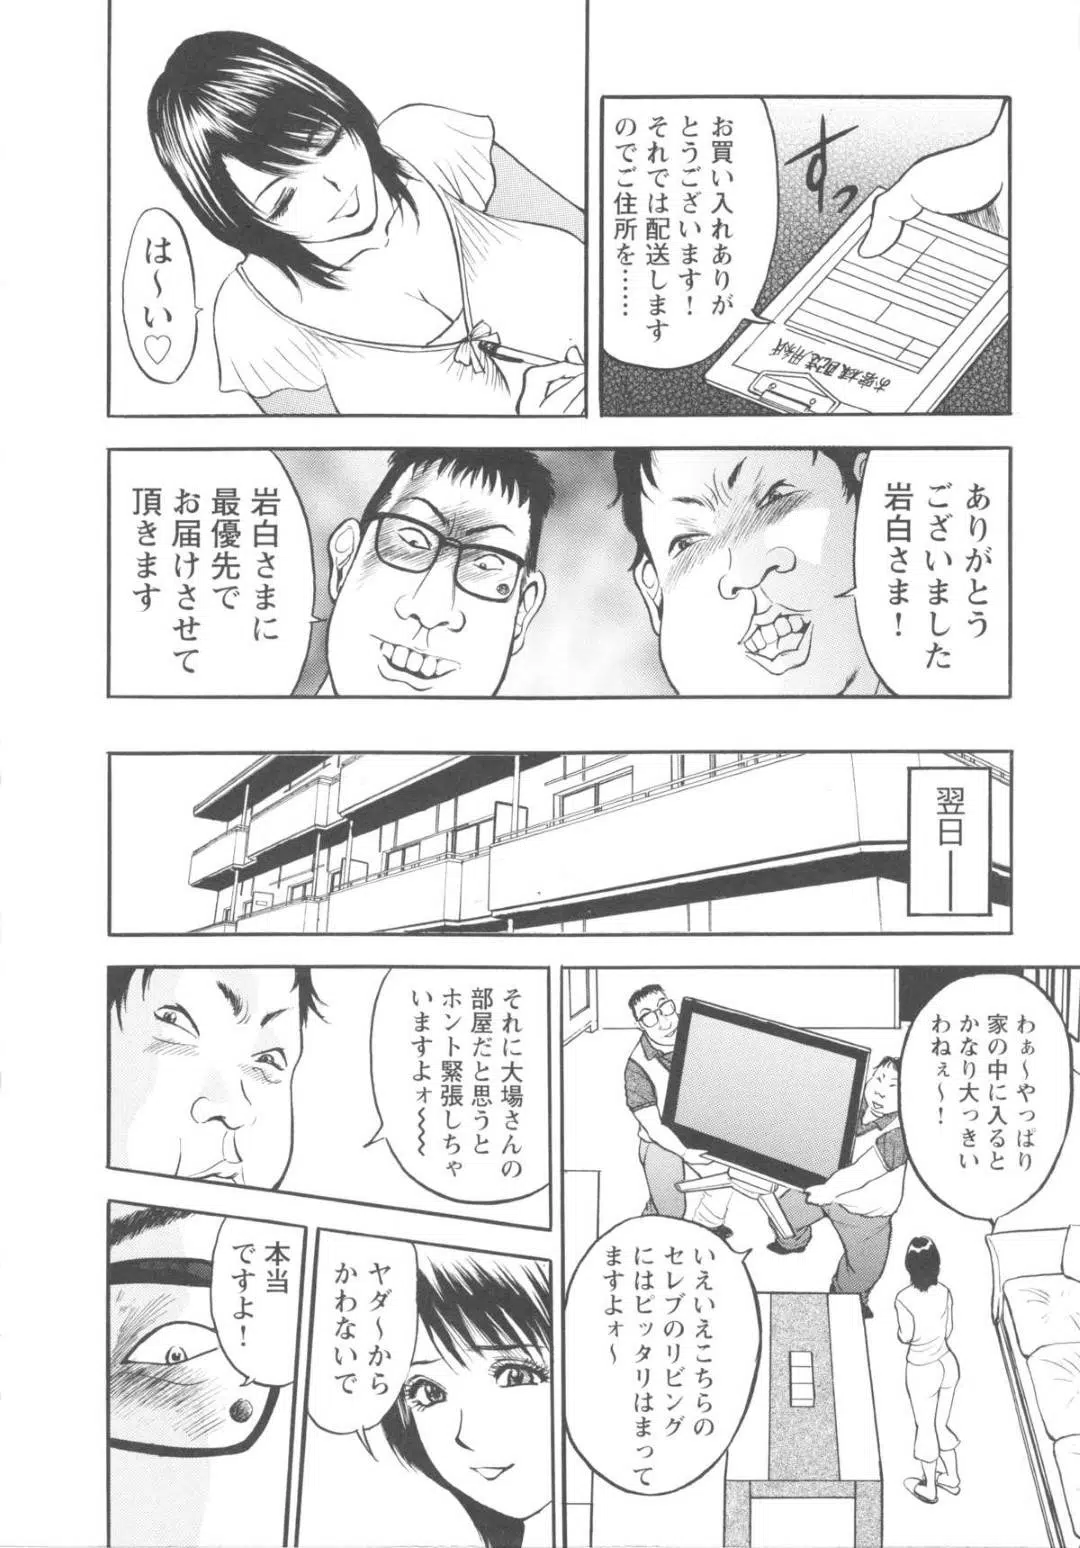 お買い入れありが
とうございます！
それでは配送します
のでご住所を……
すっ
お客様配送用紙
は～い♡
ありがとう
ございました
岩白さま！
岩白さまに
最優先で
お届けさせて
頂きます
翌日――
わぁ～やっぱり
家の中に入ると
かなり大っきい
わねぇ～！
いえいえこちらの
セレブのリビング
にはピッタリはまって
ますよォ～
それに大場さんの
部屋だと思うと
ホント緊張しちゃ
いますよォ～～～
ヤダ～から
かわないで
本当
ですよ！